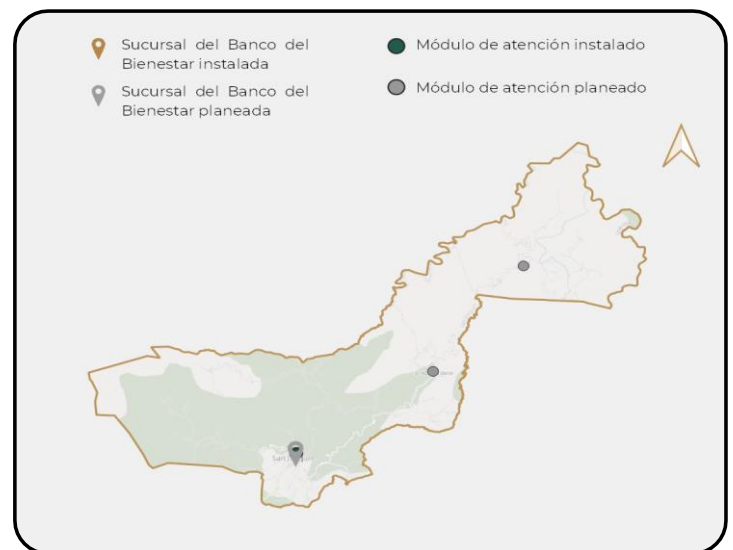 Sucursal del Banco del
Bienestar instalada
Sucursal del Banco del
Bienestar planeada
Módulo de atención instalado
Módulo de atención planeado
San